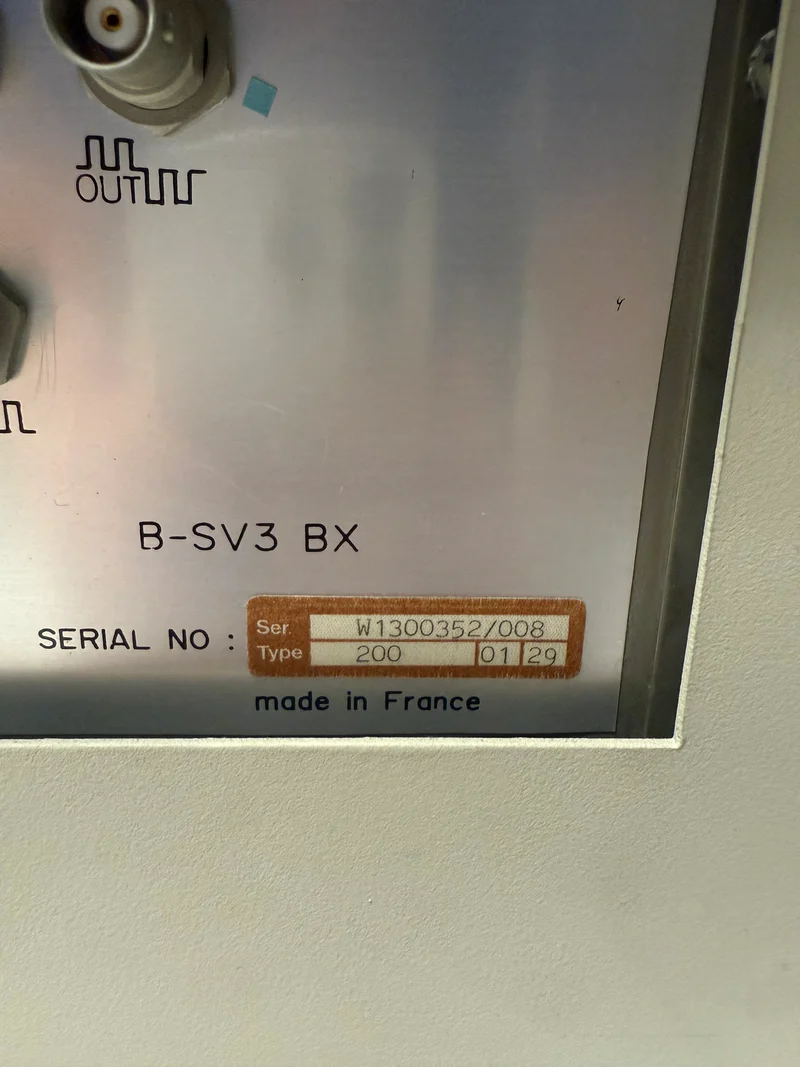 OUT
B-SV3 BX
SERIAL NO :
Ser. W1300352/008
Type 200 01 29
made in France